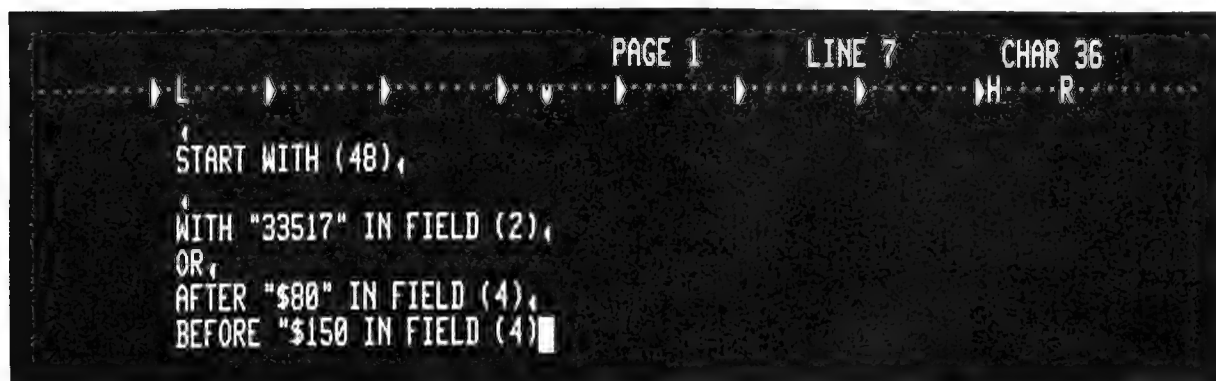 PAGE 1 LINE 7 CHAR 36
L H R
START WITH (48)
WITH "33517" IN FIELD (2)
OR
AFTER "$80" IN FIELD (4)
BEFORE "$150 IN FIELD (4)